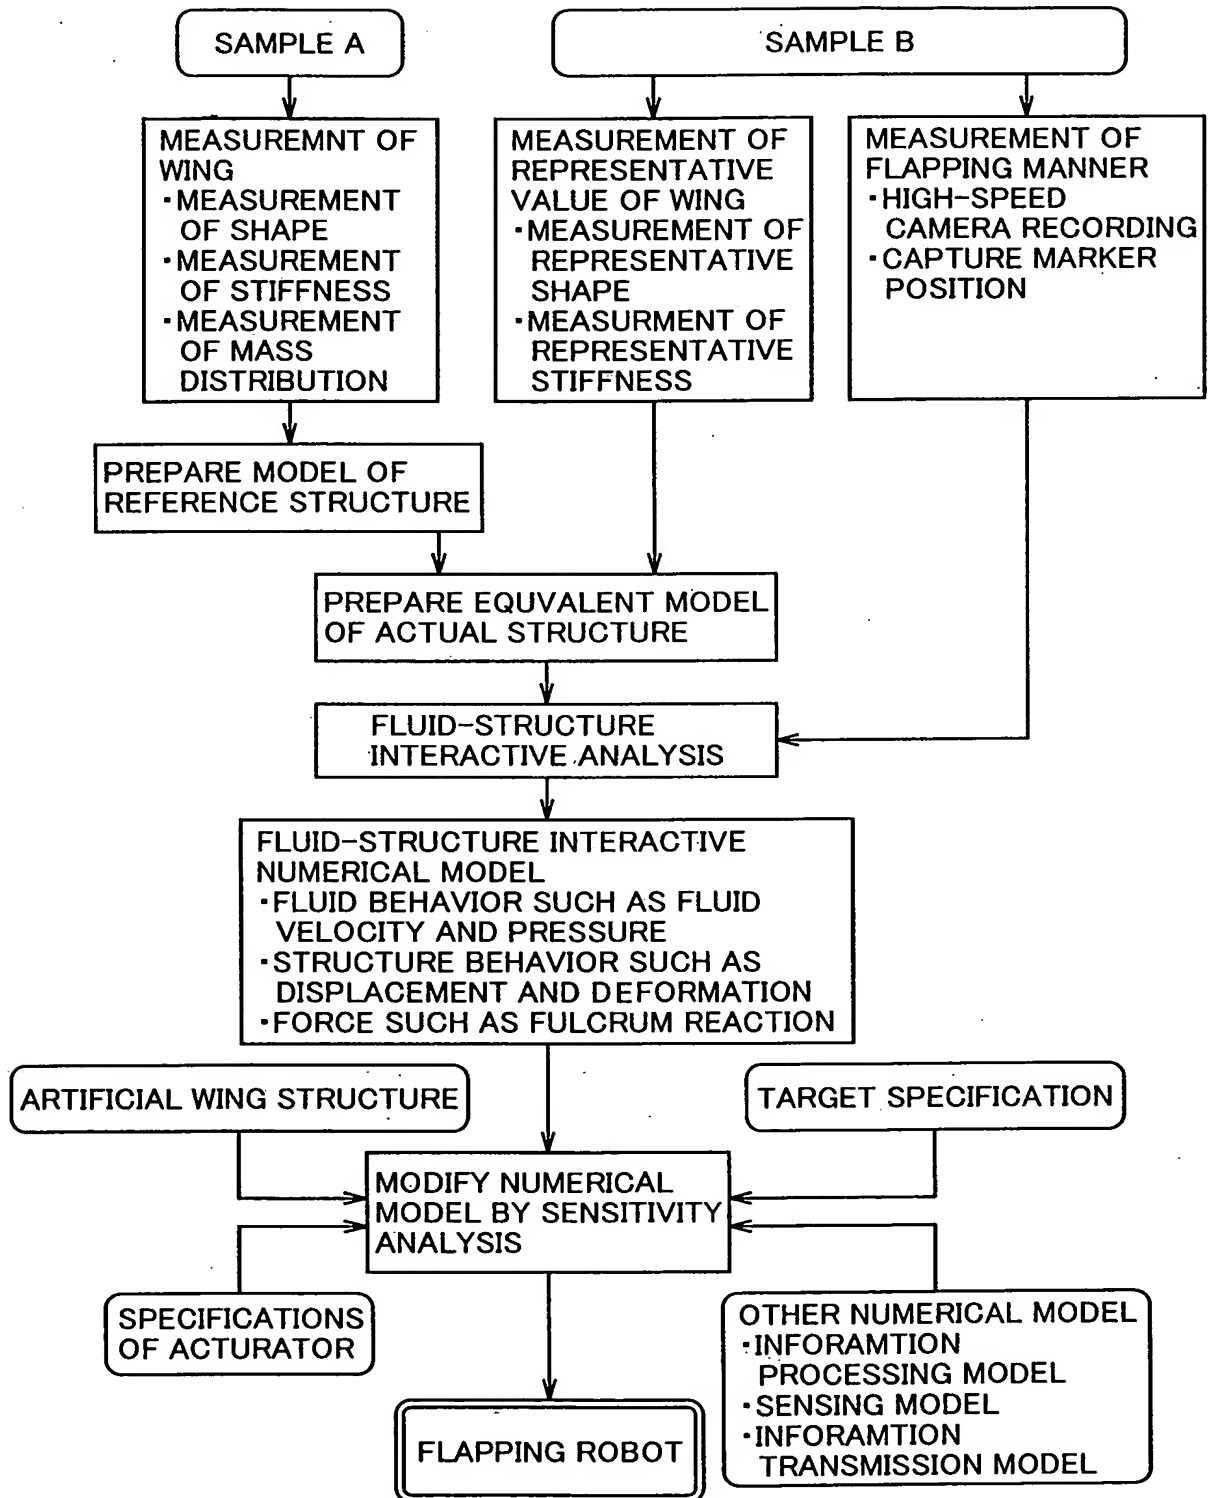 SAMPLE A
SAMPLE B
MEASUREMNT OF
WING
・MEASUREMENT
OF SHAPE
・MEASUREMENT
OF STIFFNESS
・MEASUREMENT
OF MASS
DISTRIBUTION
MEASUREMENT OF
REPRESENTATIVE
VALUE OF WING
・MEASUREMENT OF
REPRESENTATIVE
SHAPE
・MEASURMENT OF
REPRESENTATIVE
STIFFNESS
MEASUREMENT OF
FLAPPING MANNER
・HIGH-SPEED
CAMERA RECORDING
・CAPTURE MARKER
POSITION
PREPARE MODEL OF
REFERENCE STRUCTURE
PREPARE EQUVALENT MODEL
OF ACTUAL STRUCTURE
FLUID-STRUCTURE
INTERACTIVE ANALYSIS
FLUID-STRUCTURE INTERACTIVE
NUMERICAL MODEL
・FLUID BEHAVIOR SUCH AS FLUID
VELOCITY AND PRESSURE
・STRUCTURE BEHAVIOR SUCH AS
DISPLACEMENT AND DEFORMATION
・FORCE SUCH AS FULCRUM REACTION
ARTIFICIAL WING STRUCTURE
TARGET SPECIFICATION
MODIFY NUMERICAL
MODEL BY SENSITIVITY
ANALYSIS
SPECIFICATIONS
OF ACTURATOR
OTHER NUMERICAL MODEL
・INFORAMTION
PROCESSING MODEL
・SENSING MODEL
・INFORAMTION
TRANSMISSION MODEL
FLAPPING ROBOT